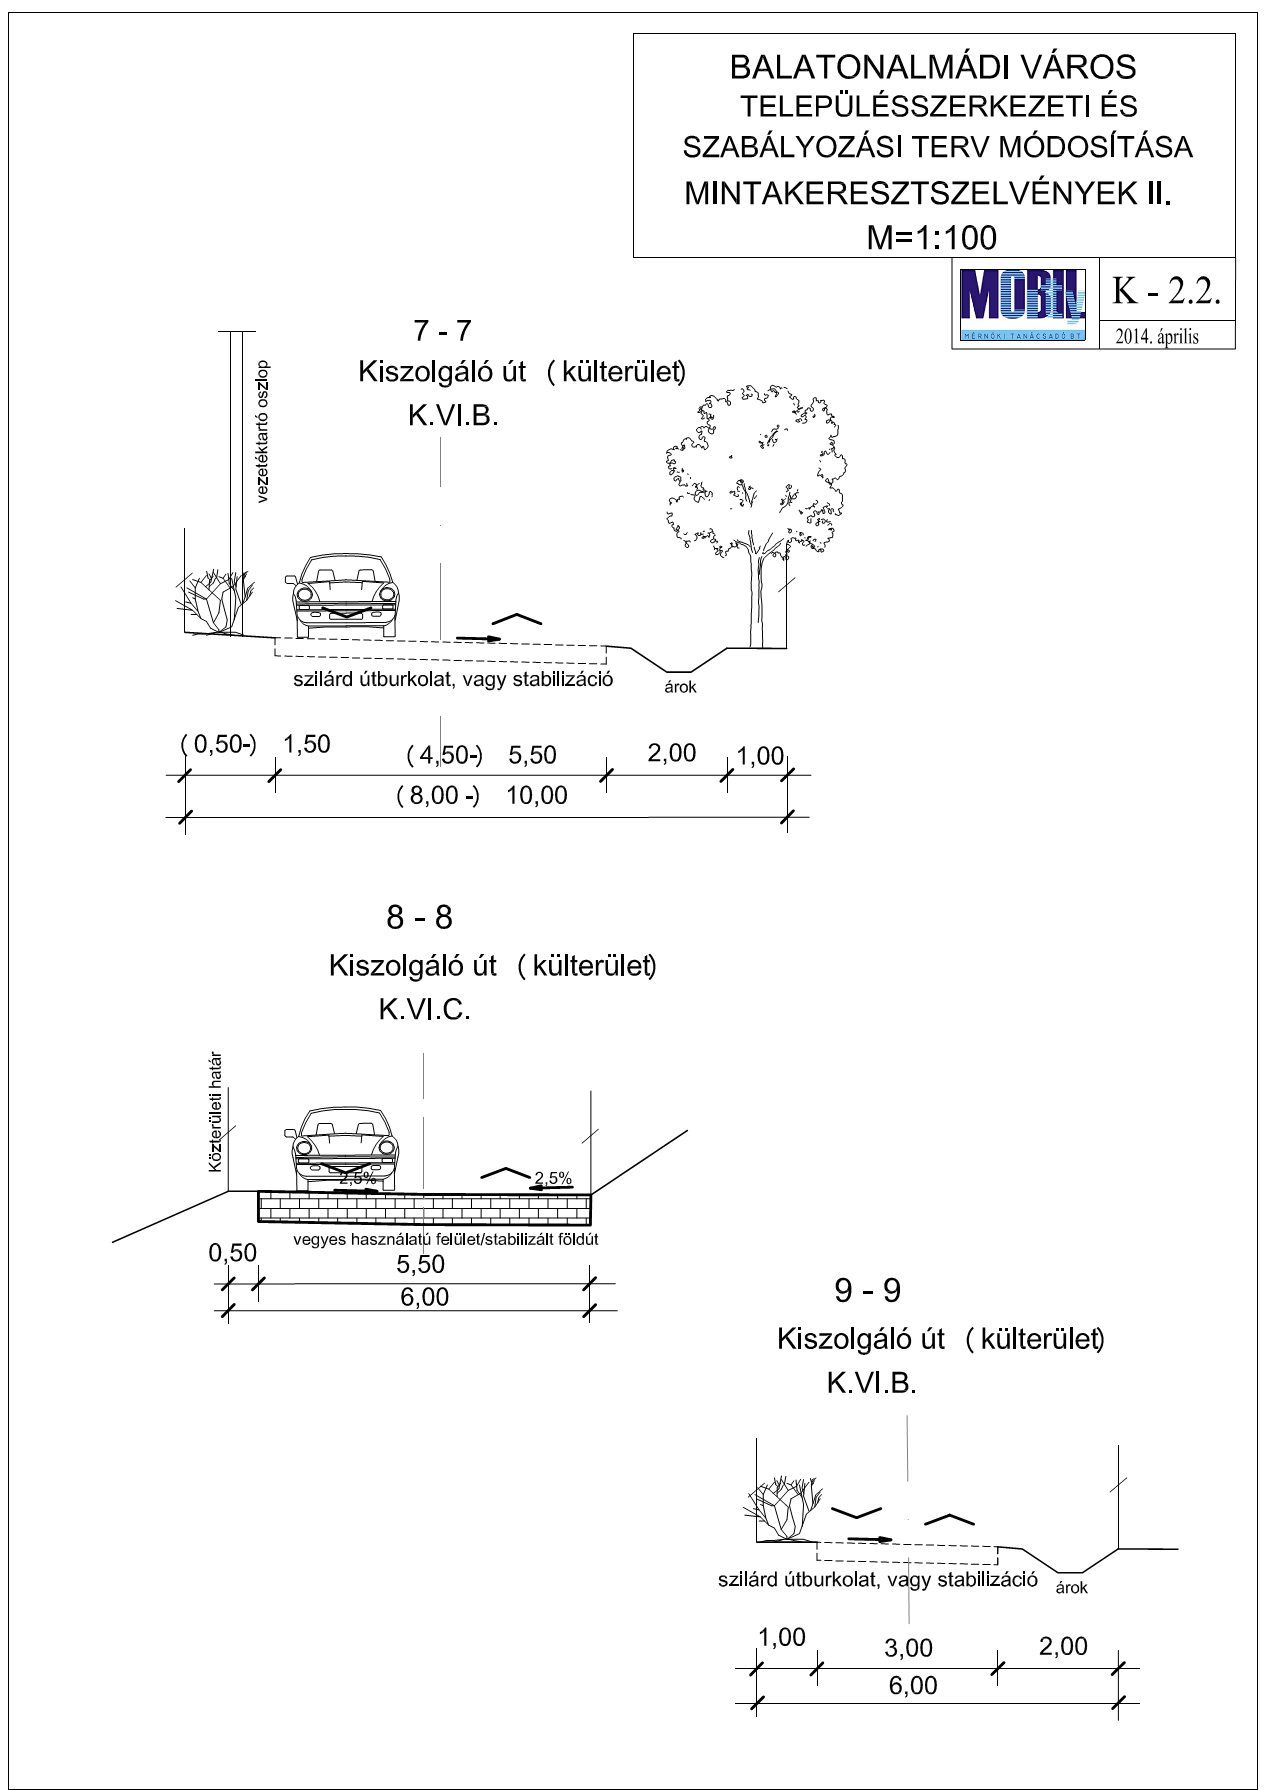 BALATONALMÁDI VÁROS
TELEPÜLÉSSZERKEZETI ÉS
SZABÁLYOZÁSI TERV MÓDOSÍTÁSA
MINTAKERESZTSZELVÉNYEK II.
M=1:100
MOBIL
ity
MÉRNÖKI TANÁCSADÓ BT.
K - 2.2.
2014. április
7 - 7
Kiszolgáló út ( külterület)
K.VI.B.
vezetéktartó oszlop
szilárd útburkolat, vagy stabilizáció
árok
( 0,50-) 1,50 ( 4,50-) 5,50 2,00 1,00
( 8,00 -) 10,00
8 - 8
Kiszolgáló út ( külterület)
K.VI.C.
Közterületi határ
2,5% 2,5%
vegyes használatú felület/stabilizált földút
0,50 5,50
6,00
9 - 9
Kiszolgáló út ( külterület)
K.VI.B.
szilárd útburkolat, vagy stabilizáció
árok
1,00 3,00 2,00
6,00